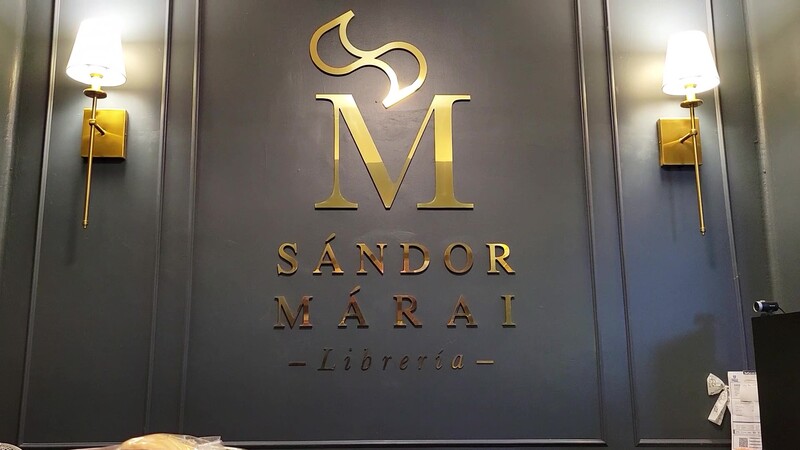 M
SÁNDOR
MÁRAI
– Librería –